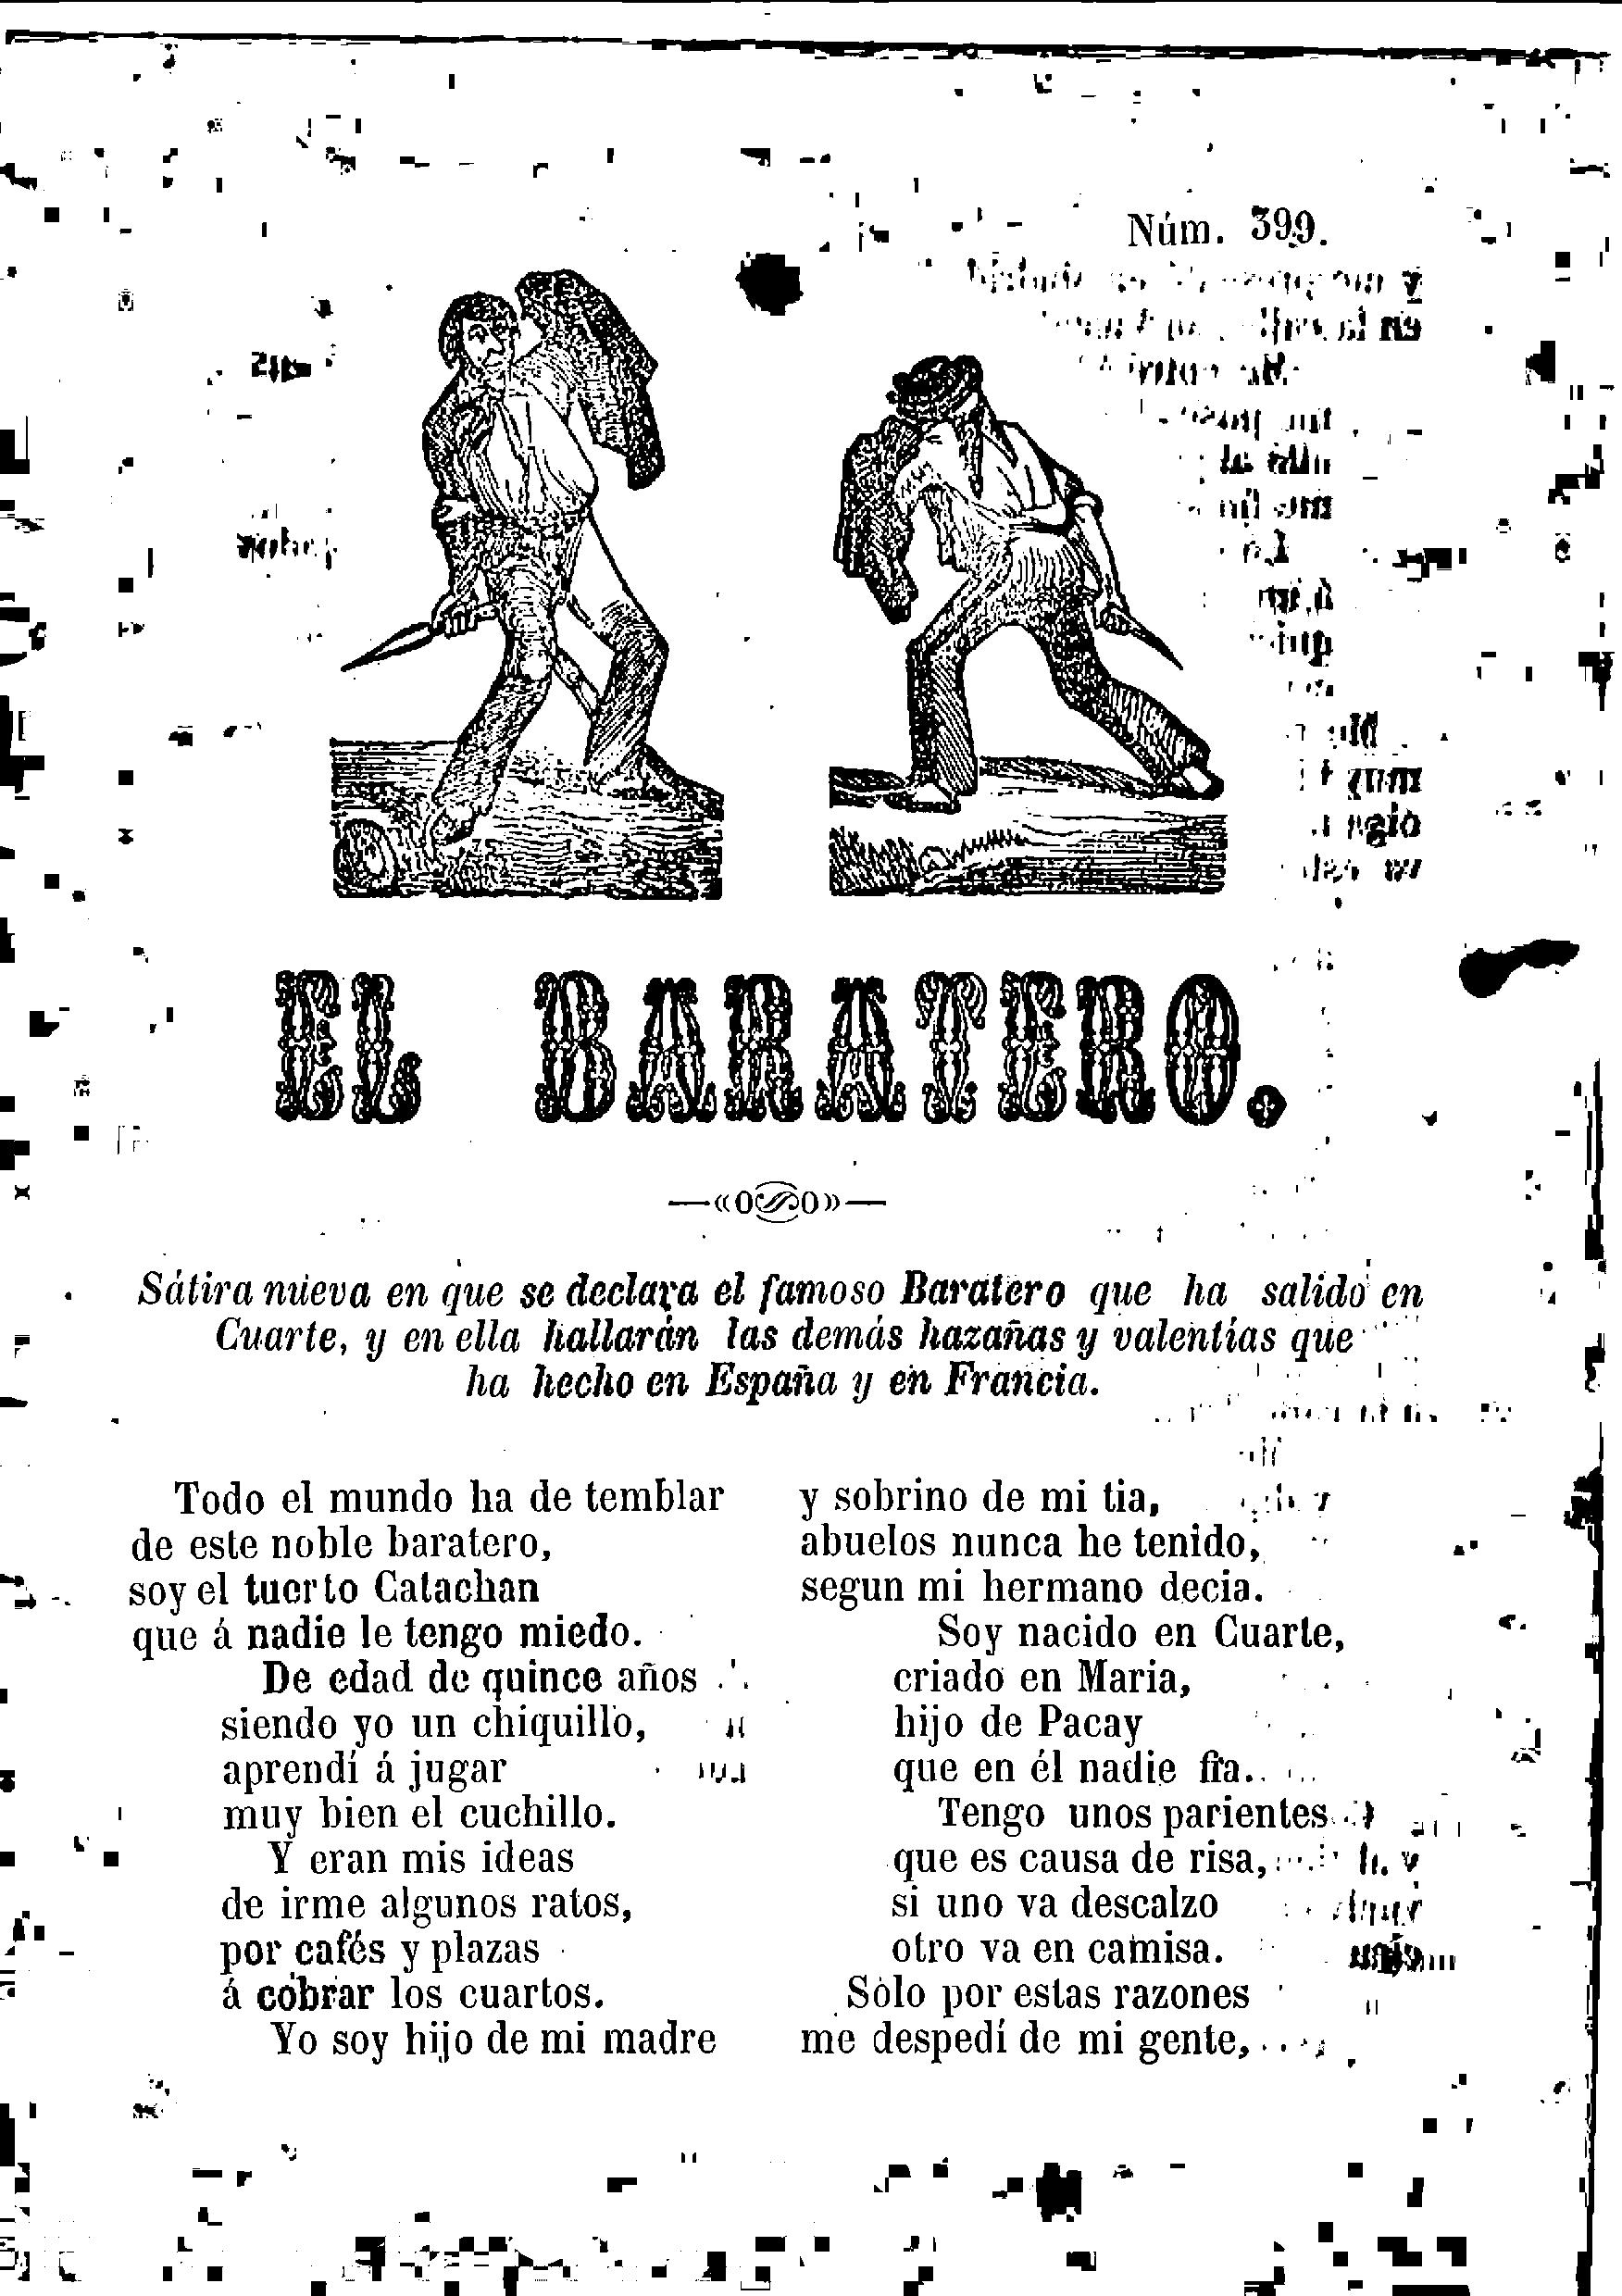 Núm. 399.
EL BARATERO.
Sátira nueva en que se declara el famoso Baratero que ha salido en
Cuarte, y en ella hallarán las demás hazañas y valentías que
ha hecho en España y en Francia.
Todo el mundo ha de temblar
de este noble baratero,
soy el tuerto Catachan
que á nadie le tengo miedo.
De edad de quince años
siendo yo un chiquillo,
aprendí á jugar
muy bien el cuchillo.
Y eran mis ideas
de irme algunos ratos,
por cafés y plazas
á cobrar los cuartos.
Yo soy hijo de mi madre
y sobrino de mi tia,
abuelos nunca he tenido,
segun mi hermano decia.
Soy nacido en Cuarte,
criado en Maria,
hijo de Pacay
que en él nadie fia.
Tengo unos parientes
que es causa de risa,
si uno va descalzo
otro va en camisa.
Sòlo por estas razones
me despedí de mi gente,